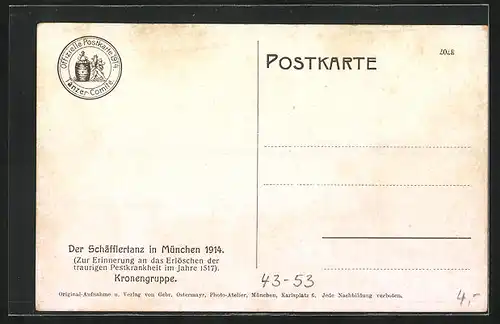 Offizielle Postkarte 1914
Tänzer-Comité
POSTKARTE
Der Schäfflertanz in München 1914.
(Zur Erinnerung an das Erlöschen der
traurigen Pestkrankheit im Jahre 1517).
Kronengruppe.
43-53
Original-Aufnahme u. Verlag von Gebr. Ostermayr, Photo-Atelier, München, Karlsplatz 6. Jede Nachbildung verboten.
4,-